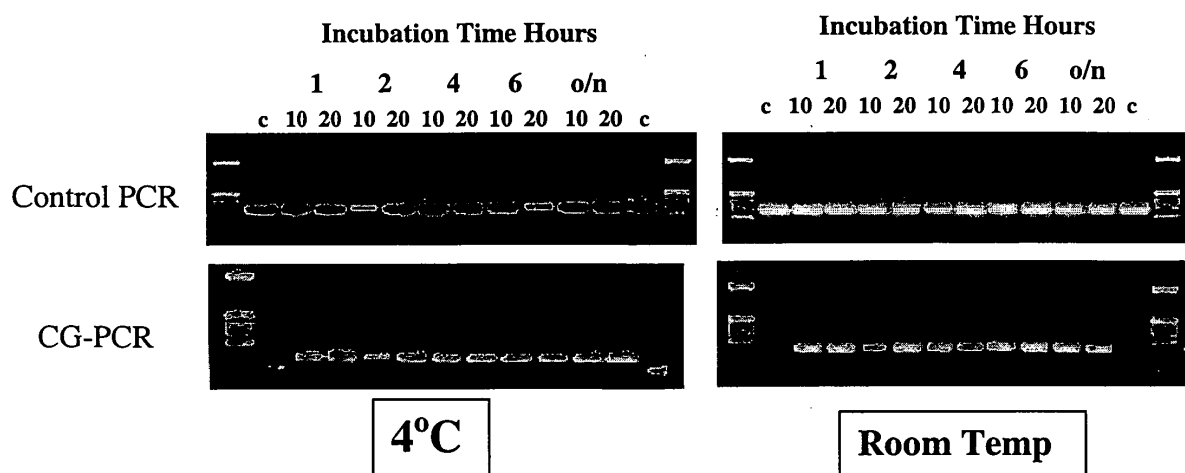 Incubation Time Hours
1 2 4 6 o/n
c 10 20 10 20 10 20 10 20 10 20 c
Incubation Time Hours
1 2 4 6 o/n
c 10 20 10 20 10 20 10 20 10 20 c
Control PCR
CG-PCR
4°C
Room Temp